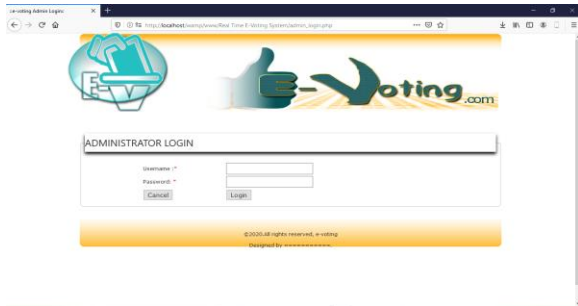 e-voting Admin Login:
http://localhost/wamp/www/Real Time E-Voting System/admin_login.php
E-V
E-Voting.com
ADMINISTRATOR LOGIN
Username :*
Password: *
Cancel Login
©2020.All rights reserved, e-voting
Designed by ===========.